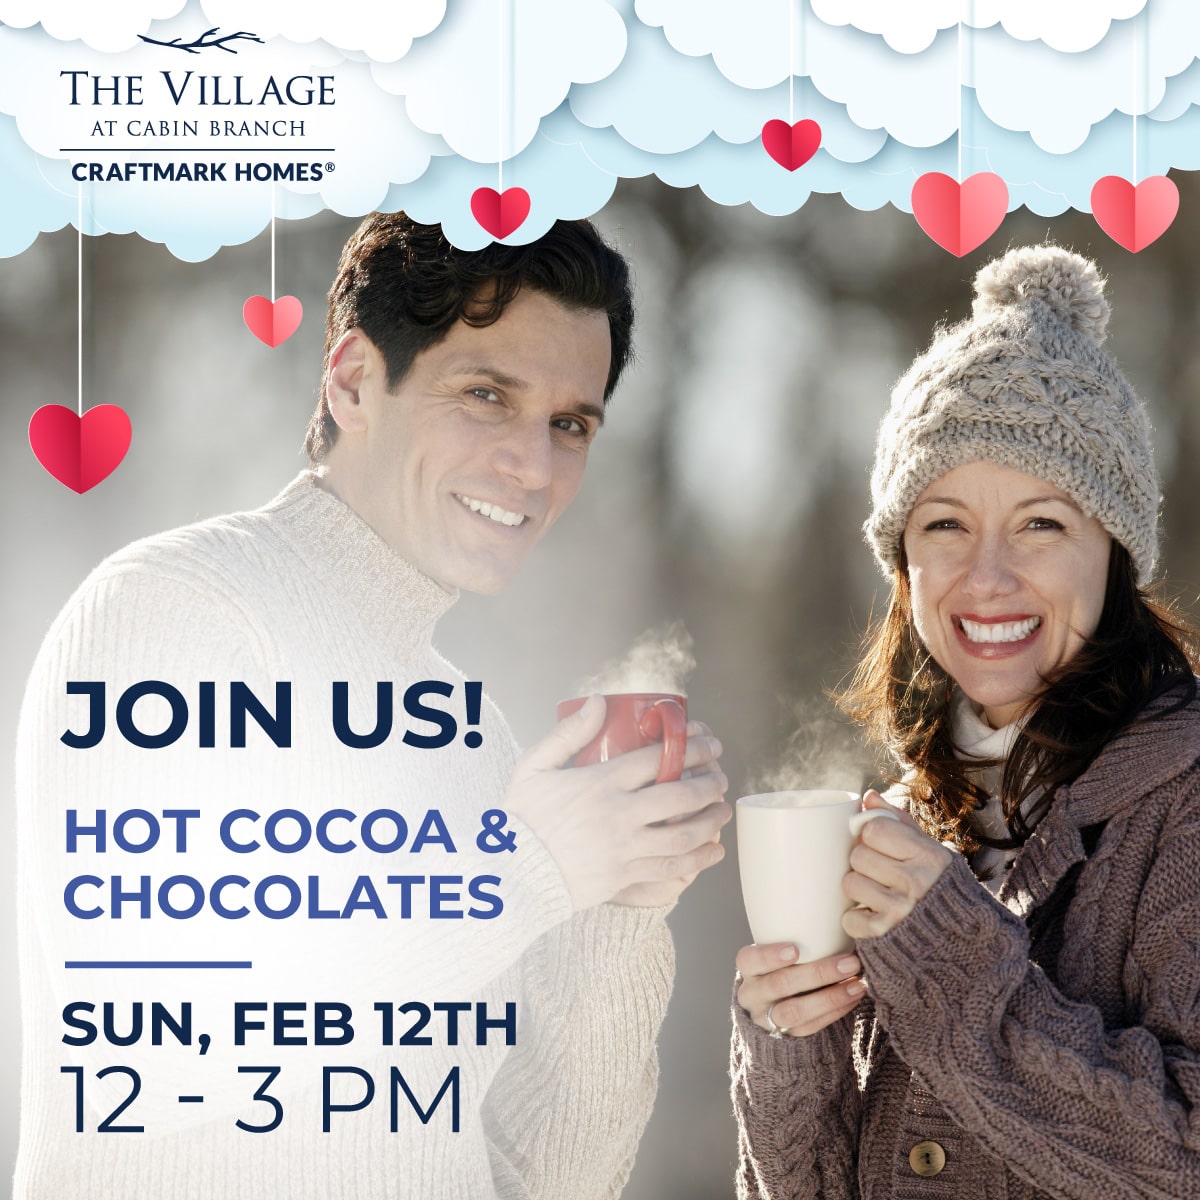 THE VILLAGE
AT CABIN BRANCH
CRAFTMARK HOMES®
JOIN US!
HOT COCOA &
CHOCOLATES
SUN, FEB 12TH
12 - 3 PM